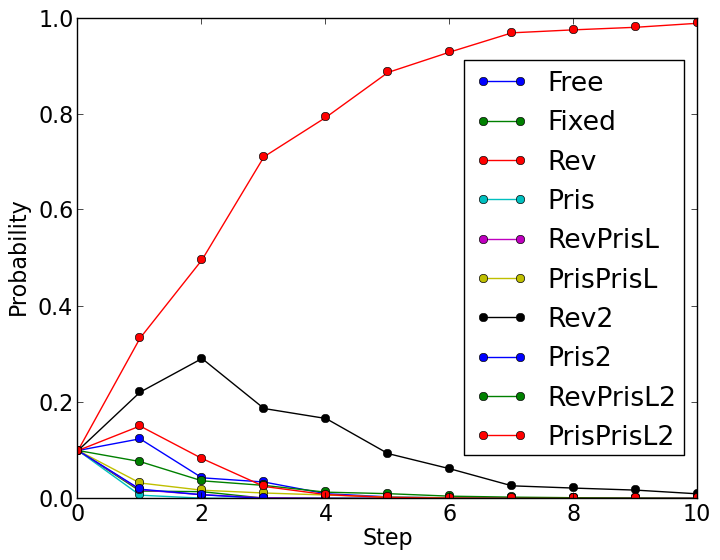 1.0
0.8
0.6
0.4
0.2
0.0
Probability
0 2 4 6 8 10
Step
Free
Fixed
Rev
Pris
RevPrisL
PrisPrisL
Rev2
Pris2
RevPrisL2
PrisPrisL2